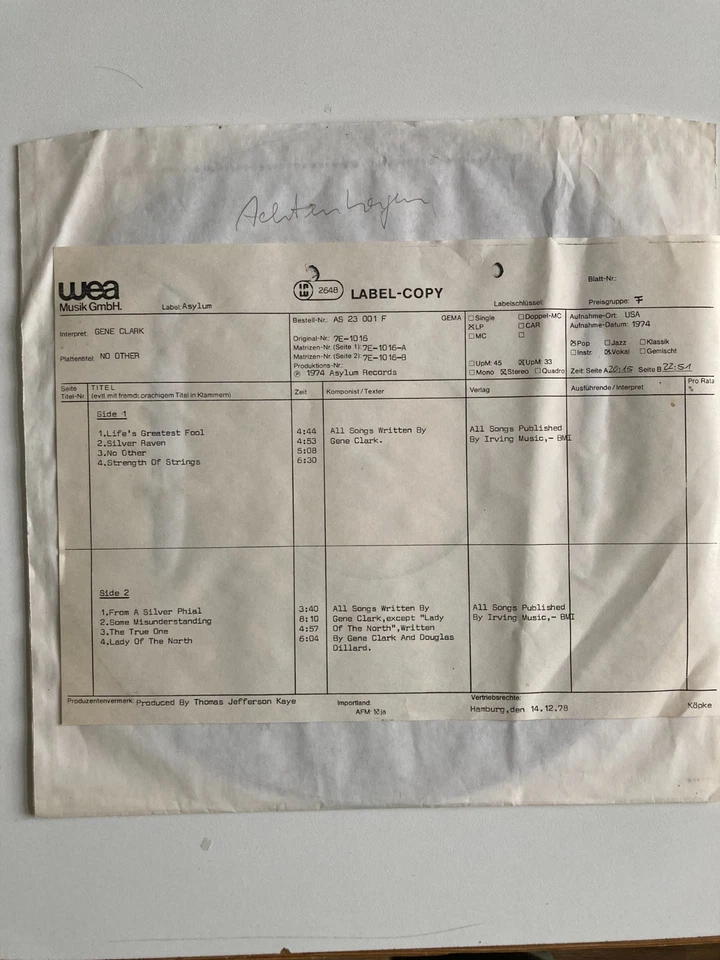 wea
Musik GmbH.
Label: Asylum
2648
LABEL-COPY
Labelschlüssel:
Blatt-Nr.:
Preisgruppe: F
Interpret: GENE CLARK
Plattentitel: NO OTHER
Bestell-Nr.: AS 23 001 F GEMA
Original-Nr.: 7E-1016
Matrizen-Nr. (Seite 1): 7E-1016-A
Matrizen-Nr. (Seite 2): 7E-1016-B
Produktions-Nr.:
Ⓟ 1974 Asylum Records
☐ Single ☐ Doppel-MC
☒ LP ☐ CAR
☐ MC ☐
☐ UpM: 45 ☒ UpM: 33
☐ Mono ☒ Stereo ☐ Quadro
Aufnahme-Ort: USA
Aufnahme-Datum: 1974
☒ Pop ☐ Jazz ☐ Klassik
☐ Instr. ☒ Vokal ☐ Gemischt
Zeit: Seite A 20:15 Seite B 22:51
Seite
Titel-Nr.
TITEL
(evtl. mit fremdsprachigem Titel in Klammern)
Zeit
Komponist / Texter
Verlag
Ausführende / Interpret
Pro Rata
%
Side 1
1.Life's Greatest Fool 4:44 All Songs Written By All Songs Published
2.Silver Raven 4:53 Gene Clark. By Irving Music,- BMI
3.No Other 5:08
4.Strength Of Strings 6:30
Side 2
1.From A Silver Phial 3:40 All Songs Written By All Songs Published
2.Some Misunderstanding 8:10 Gene Clark,except "Lady By Irving Music,- BMI
3.The True One 4:57 Of The North",Written
4.Lady Of The North 6:04 By Gene Clark And Douglas
Dillard.
Produzentenvermerk: Produced By Thomas Jefferson Kaye
Importland:
AFM: ☒ ja
Vertriebsrechte:
Hamburg,den 14.12.78
Köpke